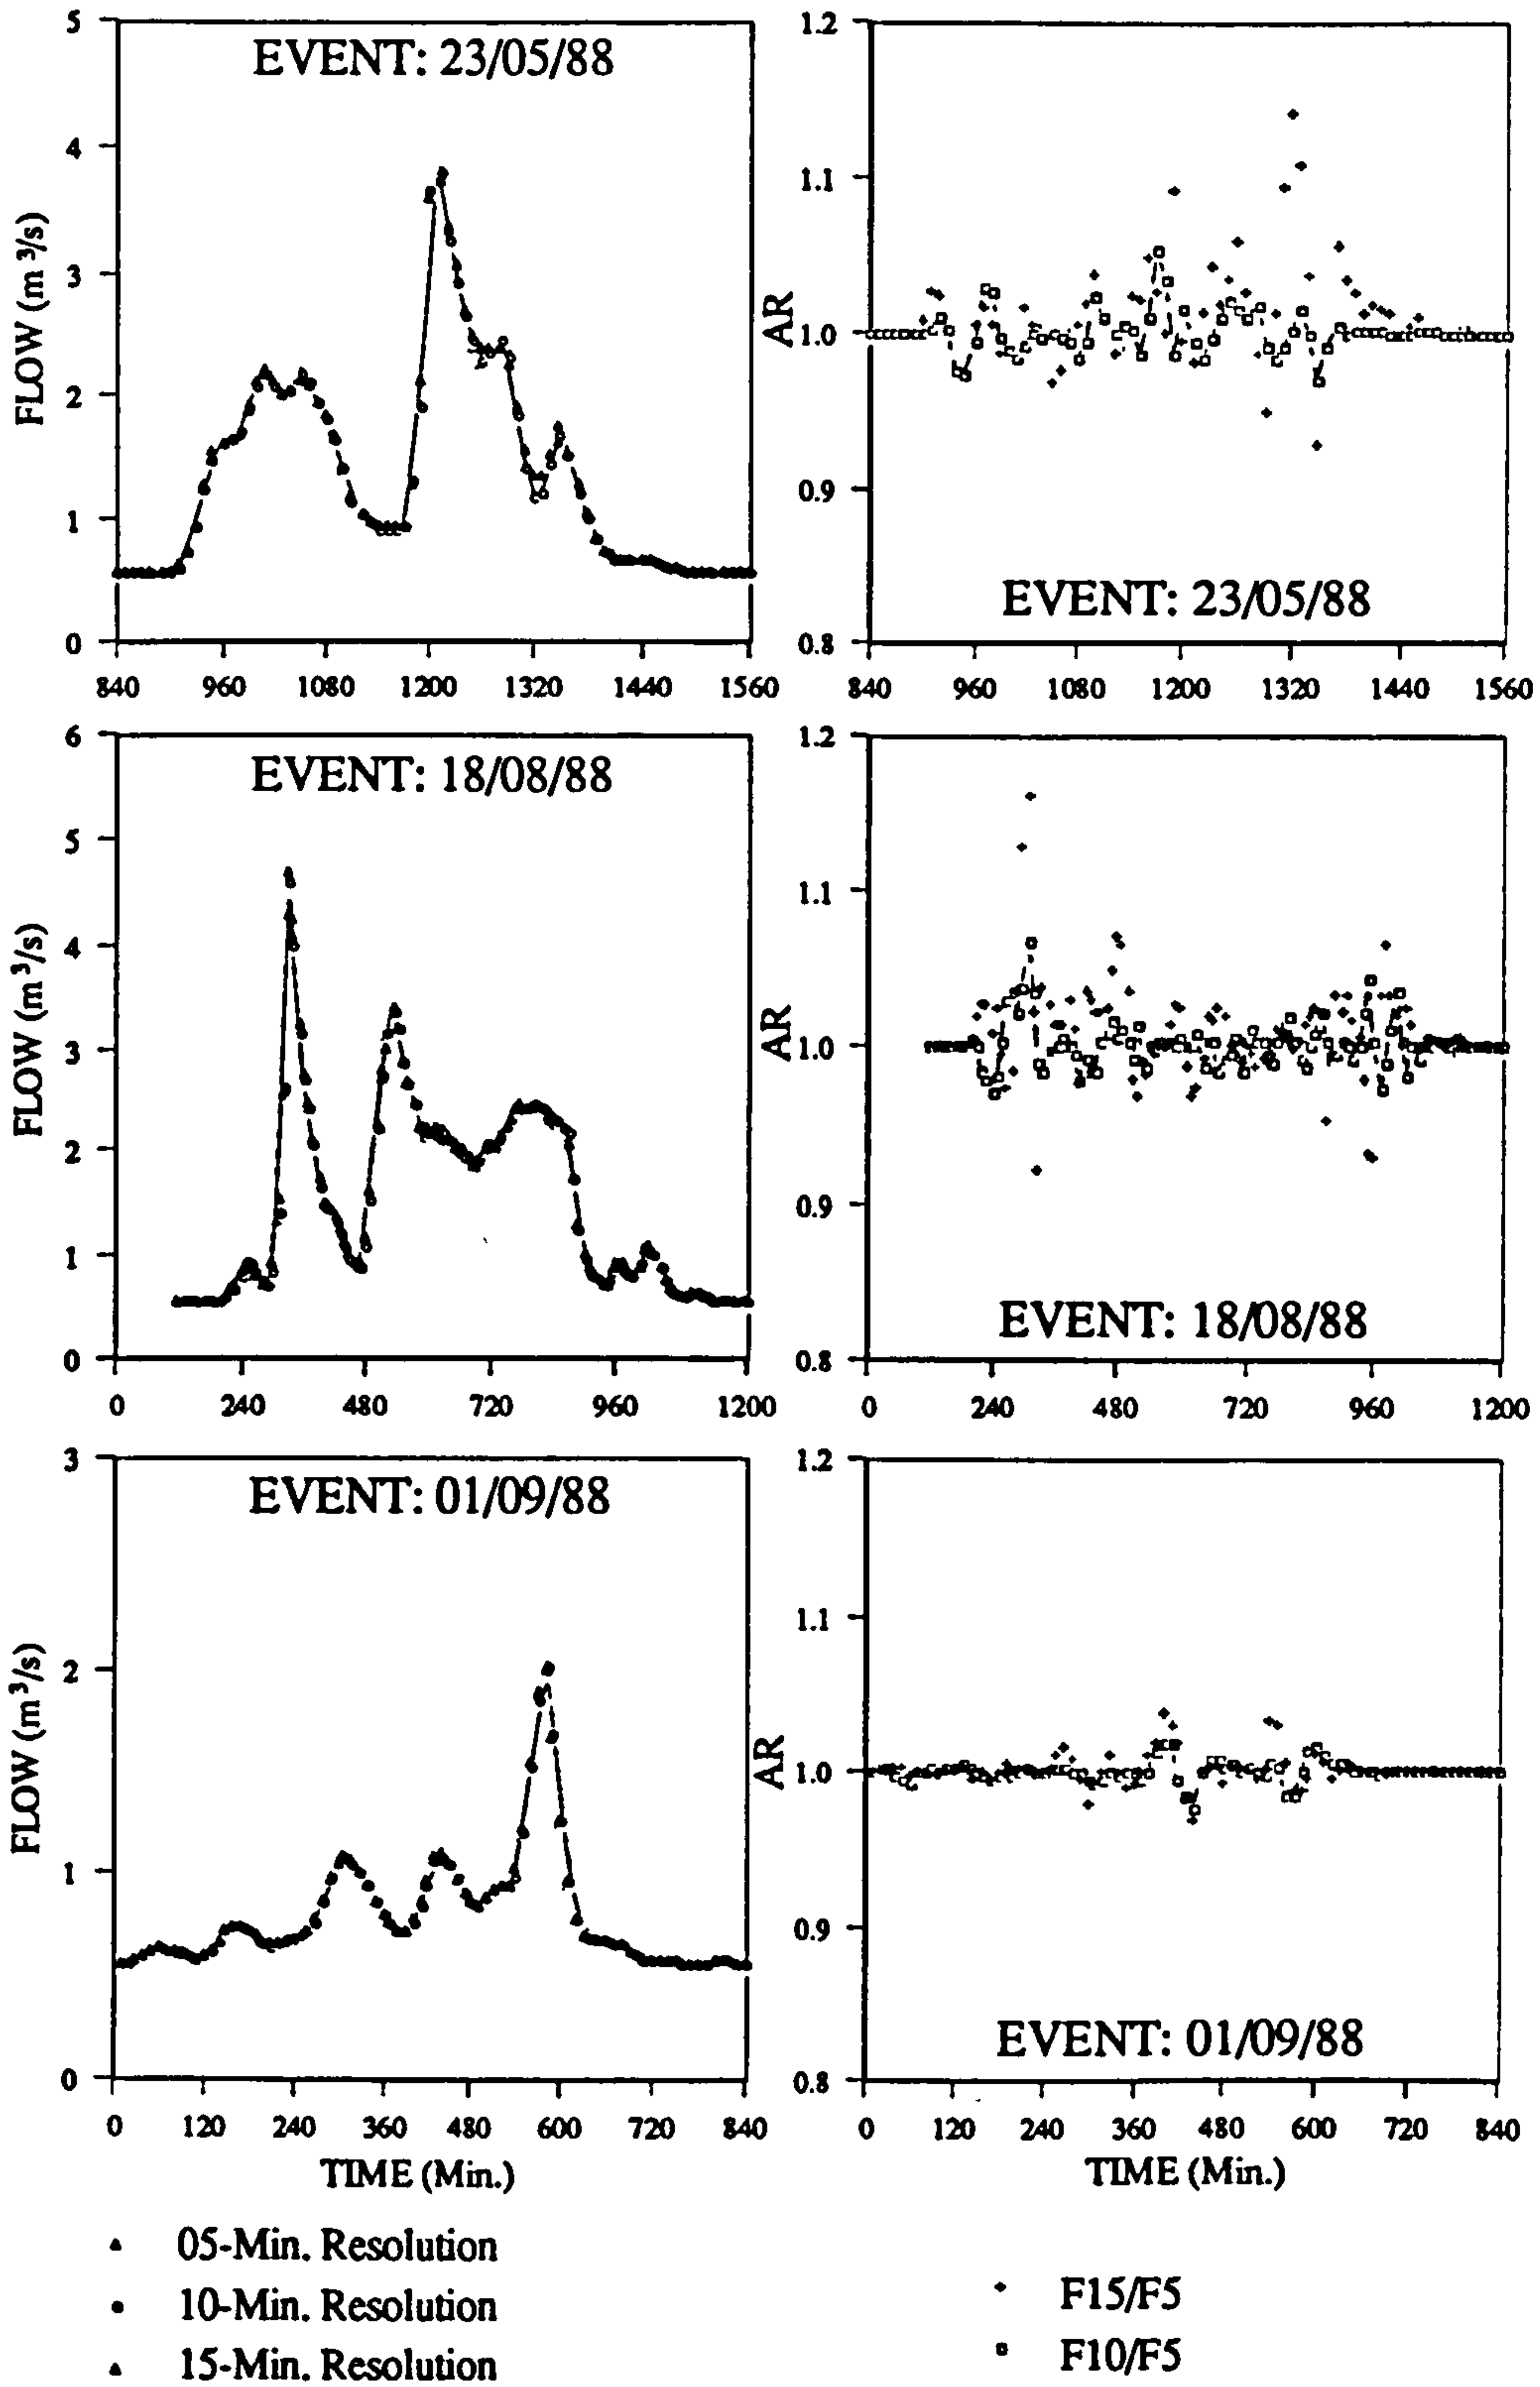 EVENT: 23/05/88
FLOW (m³/s)
5
4
3
2
1
0
840 960 1080 1200 1320 1440 1560
AR
1.2
1.1
1.0
0.9
0.8
EVENT: 23/05/88
840 960 1080 1200 1320 1440 1560
EVENT: 18/08/88
FLOW (m³/s)
6
5
4
3
2
1
0
0 240 480 720 960 1200
AR
1.2
1.1
1.0
0.9
0.8
EVENT: 18/08/88
0 240 480 720 960 1200
EVENT: 01/09/88
FLOW (m³/s)
3
2
1
0
0 120 240 360 480 600 720 840
TIME (Min.)
AR
1.2
1.1
1.0
0.9
0.8
EVENT: 01/09/88
0 120 240 360 480 600 720 840
TIME (Min.)
05-Min. Resolution
10-Min. Resolution
15-Min. Resolution
F15/F5
F10/F5